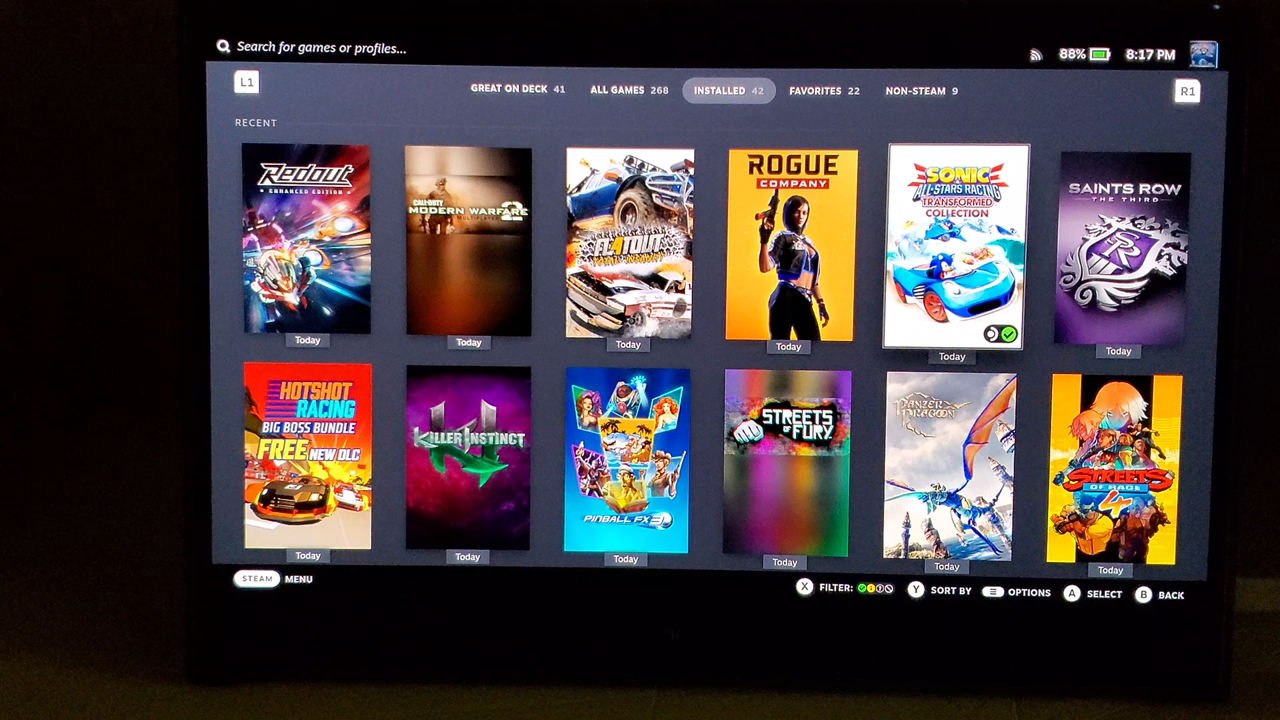 Search for games or profiles...
88%
8:17 PM
L1
GREAT ON DECK 41
ALL GAMES 268
INSTALLED 42
FAVORITES 22
NON-STEAM 9
R1
RECENT
Redout
ENHANCED EDITION
CALL OF DUTY
MODERN WARFARE 2
FL4TOUT
ROGUE
COMPANY
SONIC
& ALL-STARS RACING
TRANSFORMED
COLLECTION
SAINTS ROW
THE THIRD
Today
Today
Today
Today
Today
Today
HOTSHOT
RACING
BIG BOSS BUNDLE
FREE NEW DLC
KILLER INSTINCT
PINBALL FX3
STREETS
OF FURY
PANZER
DRAGOON
STREETS
OF RAGE
4
Today
Today
Today
Today
Today
Today
STEAM MENU
X FILTER:
Y SORT BY
OPTIONS
A SELECT
B BACK